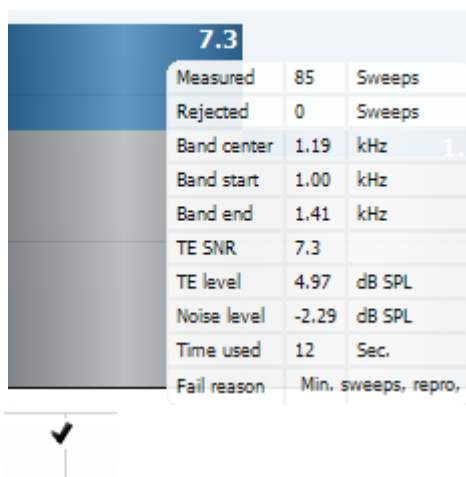 7.3
Measured 85 Sweeps
Rejected 0 Sweeps
Band center 1.19 kHz 1.
Band start 1.00 kHz
Band end 1.41 kHz
TE SNR 7.3
TE level 4.97 dB SPL
Noise level -2.29 dB SPL
Time used 12 Sec.
Fail reason Min. sweeps, repro,